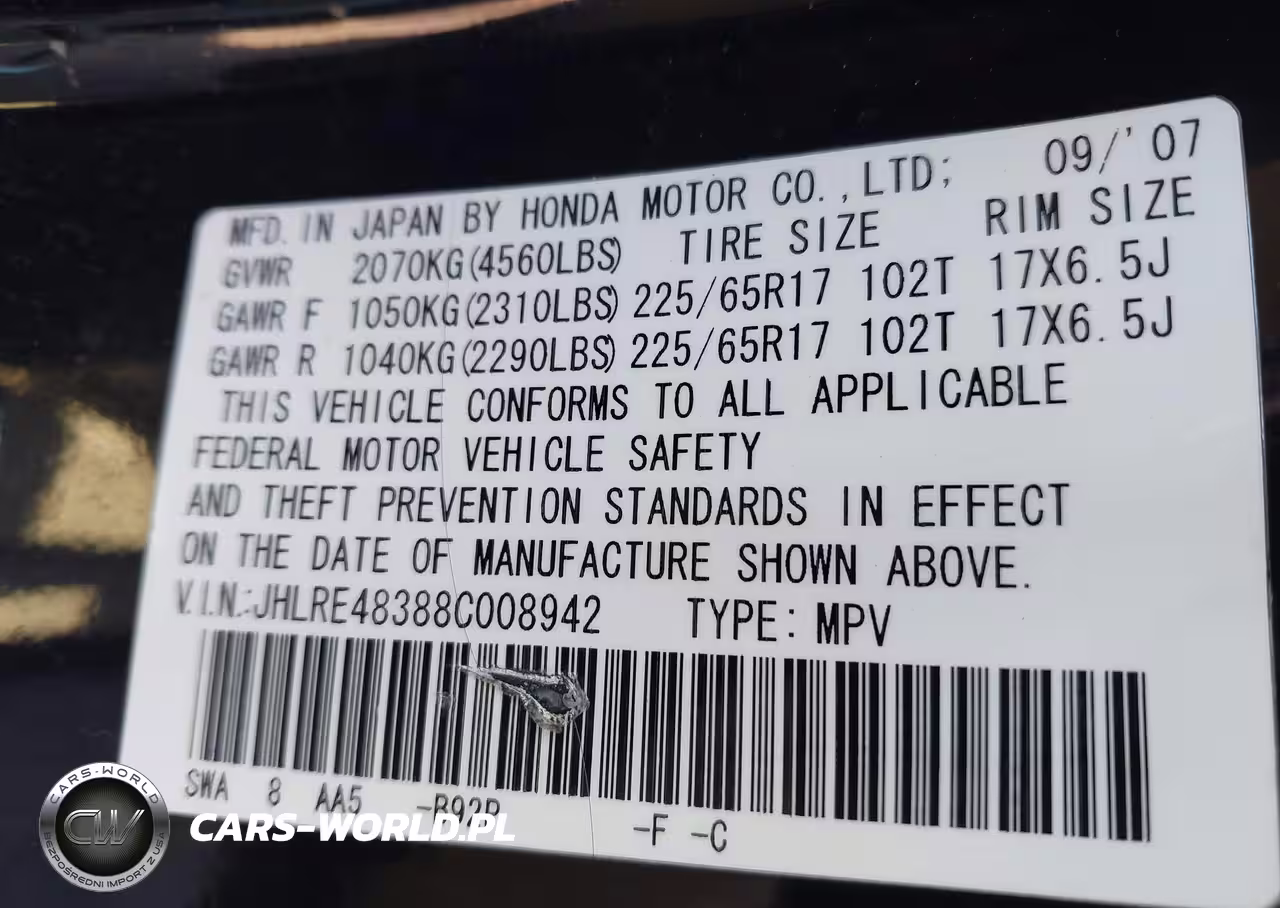 MFD. IN JAPAN BY HONDA MOTOR CO.,LTD; 09/'07
GVWR 2070KG(4560LBS) TIRE SIZE RIM SIZE
GAWR F 1050KG(2310LBS) 225/65R17 102T 17X6.5J
GAWR R 1040KG(2290LBS) 225/65R17 102T 17X6.5J
THIS VEHICLE CONFORMS TO ALL APPLICABLE
FEDERAL MOTOR VEHICLE SAFETY
AND THEFT PREVENTION STANDARDS IN EFFECT
ON THE DATE OF MANUFACTURE SHOWN ABOVE.
V.I.N.:JHLRE48388C008942 TYPE: MPV
SWA 8 AA5 -B92P -F -C
CARS-WORLD
CW
BEZPOŚREDNI IMPORT Z USA
CARS-WORLD.PL